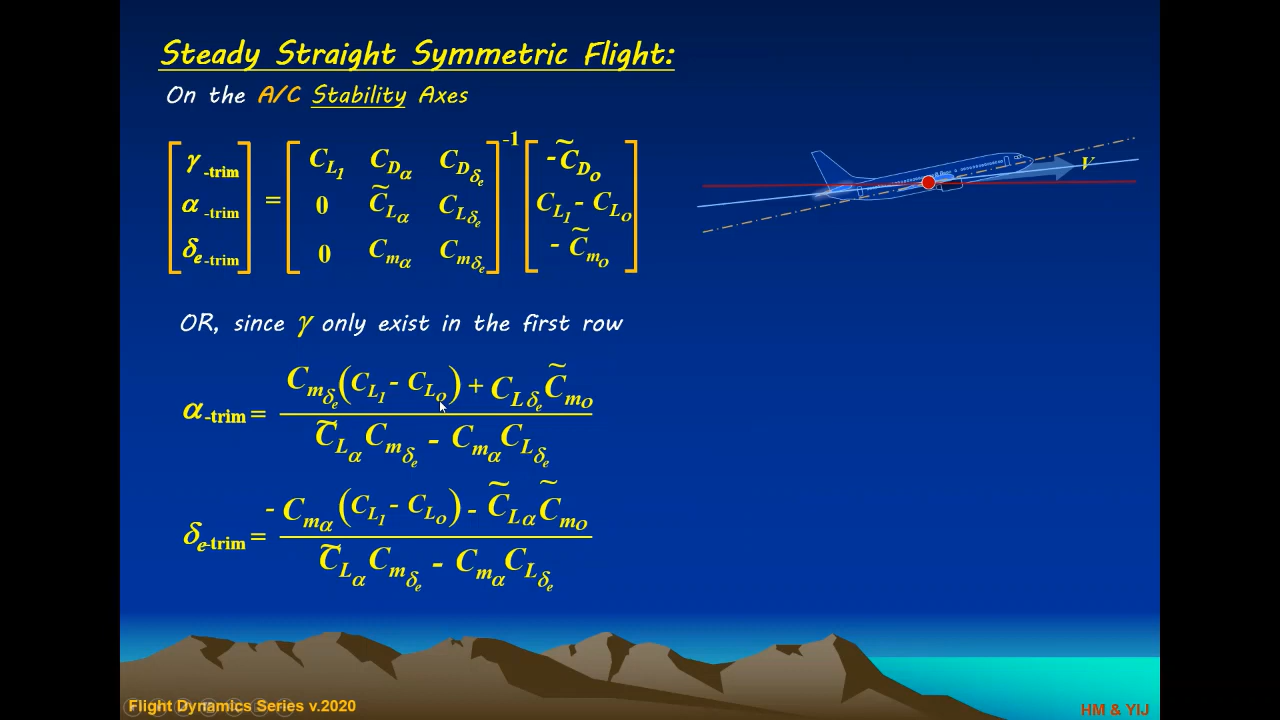 Steady Straight Symmetric Flight:
On the A/C Stability Axes
[γ-trim; α-trim; δe-trim] = [C_L1 C_Dα C_Dδe; 0 C̃_Lα C_Lδe; 0 C_mα C_mδe]^-1 [-C̃_Do; C_L1 - C_Lo; - C̃_mo]
V
OR, since γ only exist in the first row
α-trim = (C_mδe (C_L1 - C_Lo) + C_Lδe C̃_mo) / (C̃_Lα C_mδe - C_mα C_Lδe)
δe-trim = (- C_mα (C_L1 - C_Lo) - C̃_Lα C̃_mo) / (C̃_Lα C_mδe - C_mα C_Lδe)
Flight Dynamics Series v.2020
HM & YIJ